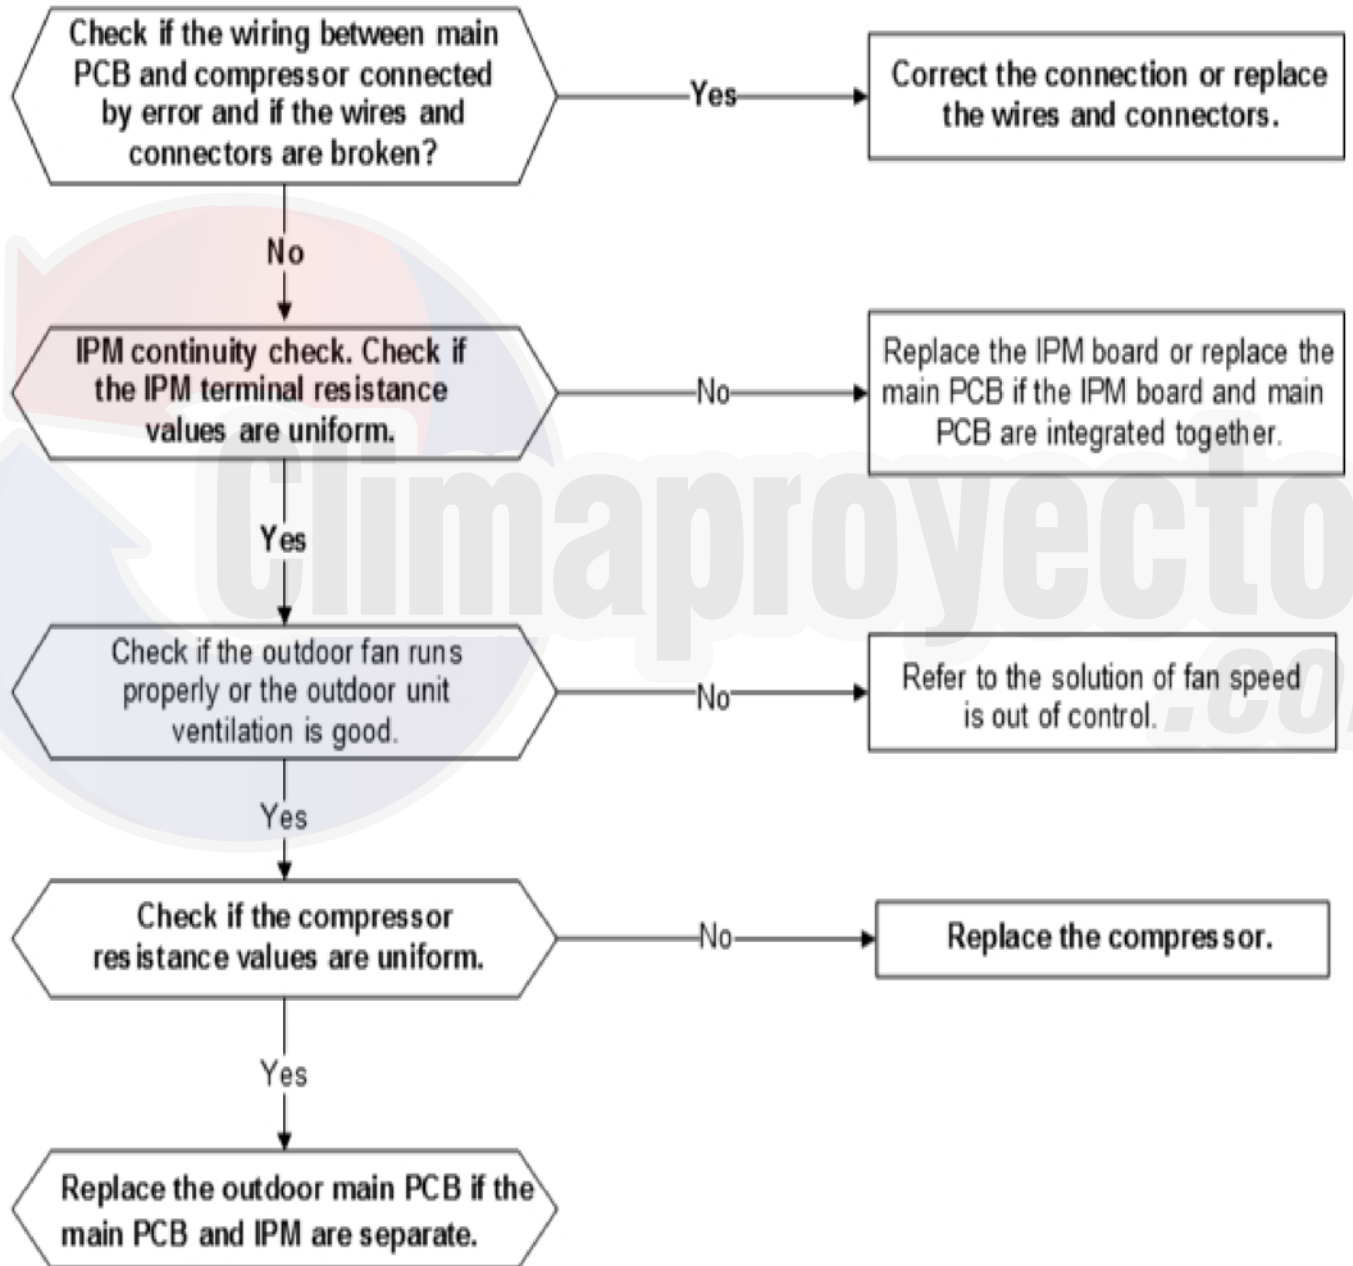 Check if the wiring between main
PCB and compressor connected
by error and if the wires and
connectors are broken?
Yes
Correct the connection or replace
the wires and connectors.
No
IPM continuity check. Check if
the IPM terminal resistance
values are uniform.
No
Replace the IPM board or replace the
main PCB if the IPM board and main
PCB are integrated together.
Yes
Climaproyecto
Check if the outdoor fan runs
properly or the outdoor unit
ventilation is good.
No
Refer to the solution of fan speed
is out of control.
Yes
Check if the compressor
resistance values are uniform.
No
Replace the compressor.
Yes
Replace the outdoor main PCB if the
main PCB and IPM are separate.